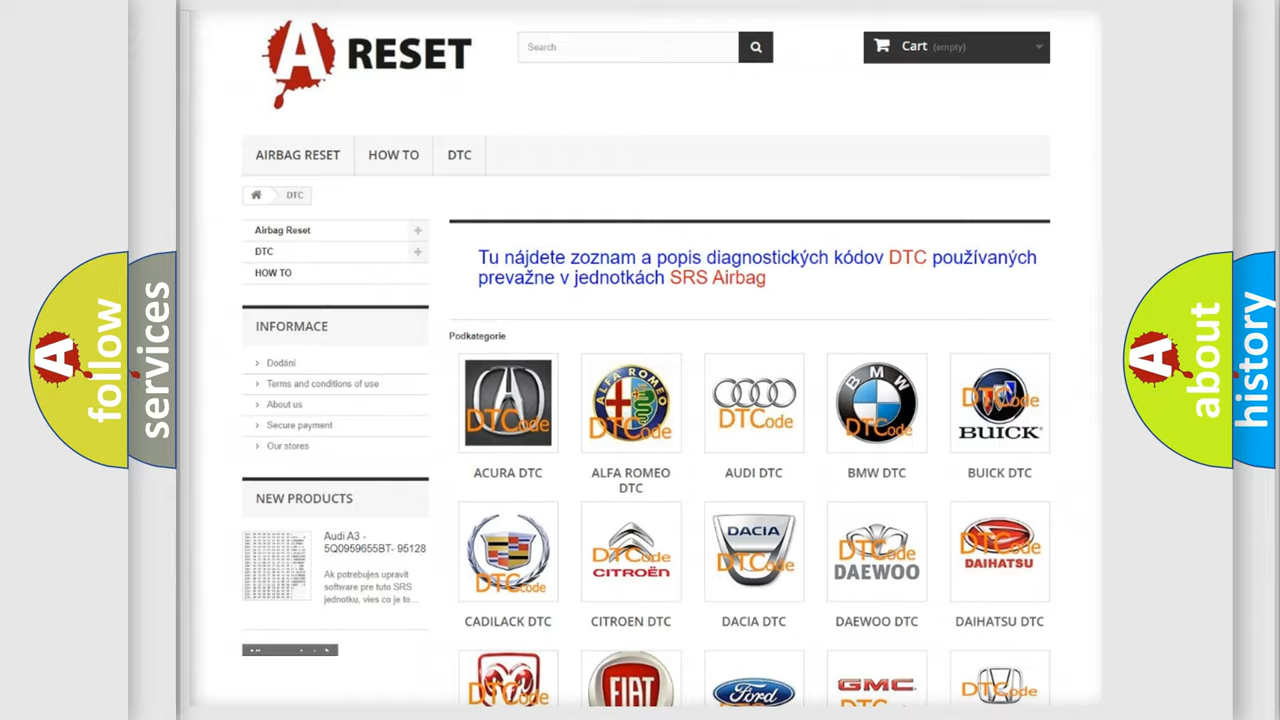 A RESET
Search
Cart (empty)
AIRBAG RESET
HOW TO
DTC
DTC
Airbag Reset
DTC
HOW TO
INFORMACE
Dodání
Terms and conditions of use
About us
Secure payment
Our stores
NEW PRODUCTS
Audi A3 -
5Q0959655BT- 95128
Ak potrebujes upravit
software pre tuto SRS
jednotku, vies co je to...
Tu nájdete zoznam a popis diagnostických kódov DTC používaných
prevažne v jednotkách SRS Airbag
Podkategorie
DTCode
ALFA ROMEO
DTCode
DTCode
BMW
DTCode
DTCode
BUICK
ACURA DTC
ALFA ROMEO
DTC
AUDI DTC
BMW DTC
BUICK DTC
DTCode
DTCode
CITROËN
DACIA
DTCode
DTCode
DAEWOO
DTCode
DAIHATSU
CADILACK DTC
CITROEN DTC
DACIA DTC
DAEWOO DTC
DAIHATSU DTC
DTCode
FIAT
Ford
GMC
DTCode
A follow
services
A about
history